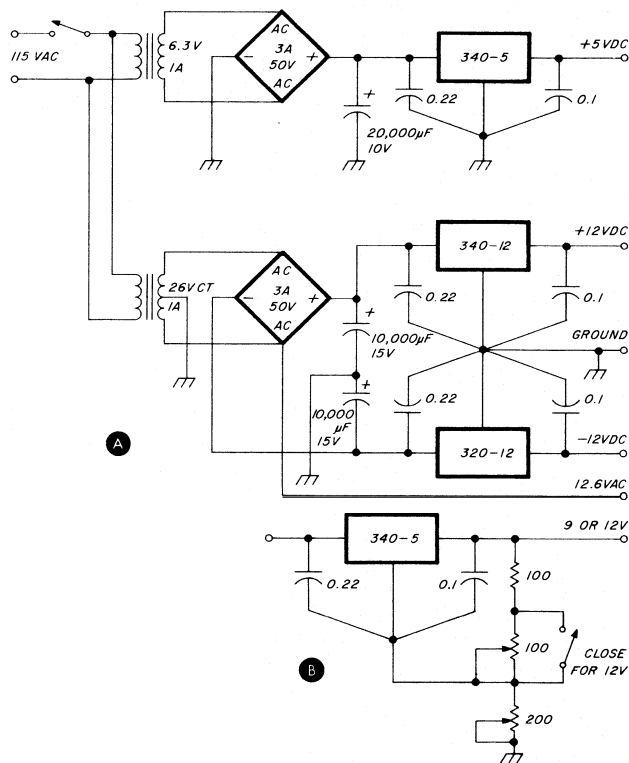 115 VAC
6.3V
1A
AC
3A
50V
AC
-
+
+
20,000µF
10V
0.22
340-5
0.1
+5VDC
26V CT
1A
AC
3A
50V
AC
-
+
+
10,000µF
15V
+
10,000
µF
15V
0.22
340-12
0.1
+12VDC
GROUND
0.22
0.1
320-12
-12VDC
12.6VAC
A
340-5
0.22
0.1
9 OR 12V
100
100
CLOSE
FOR 12V
200
B